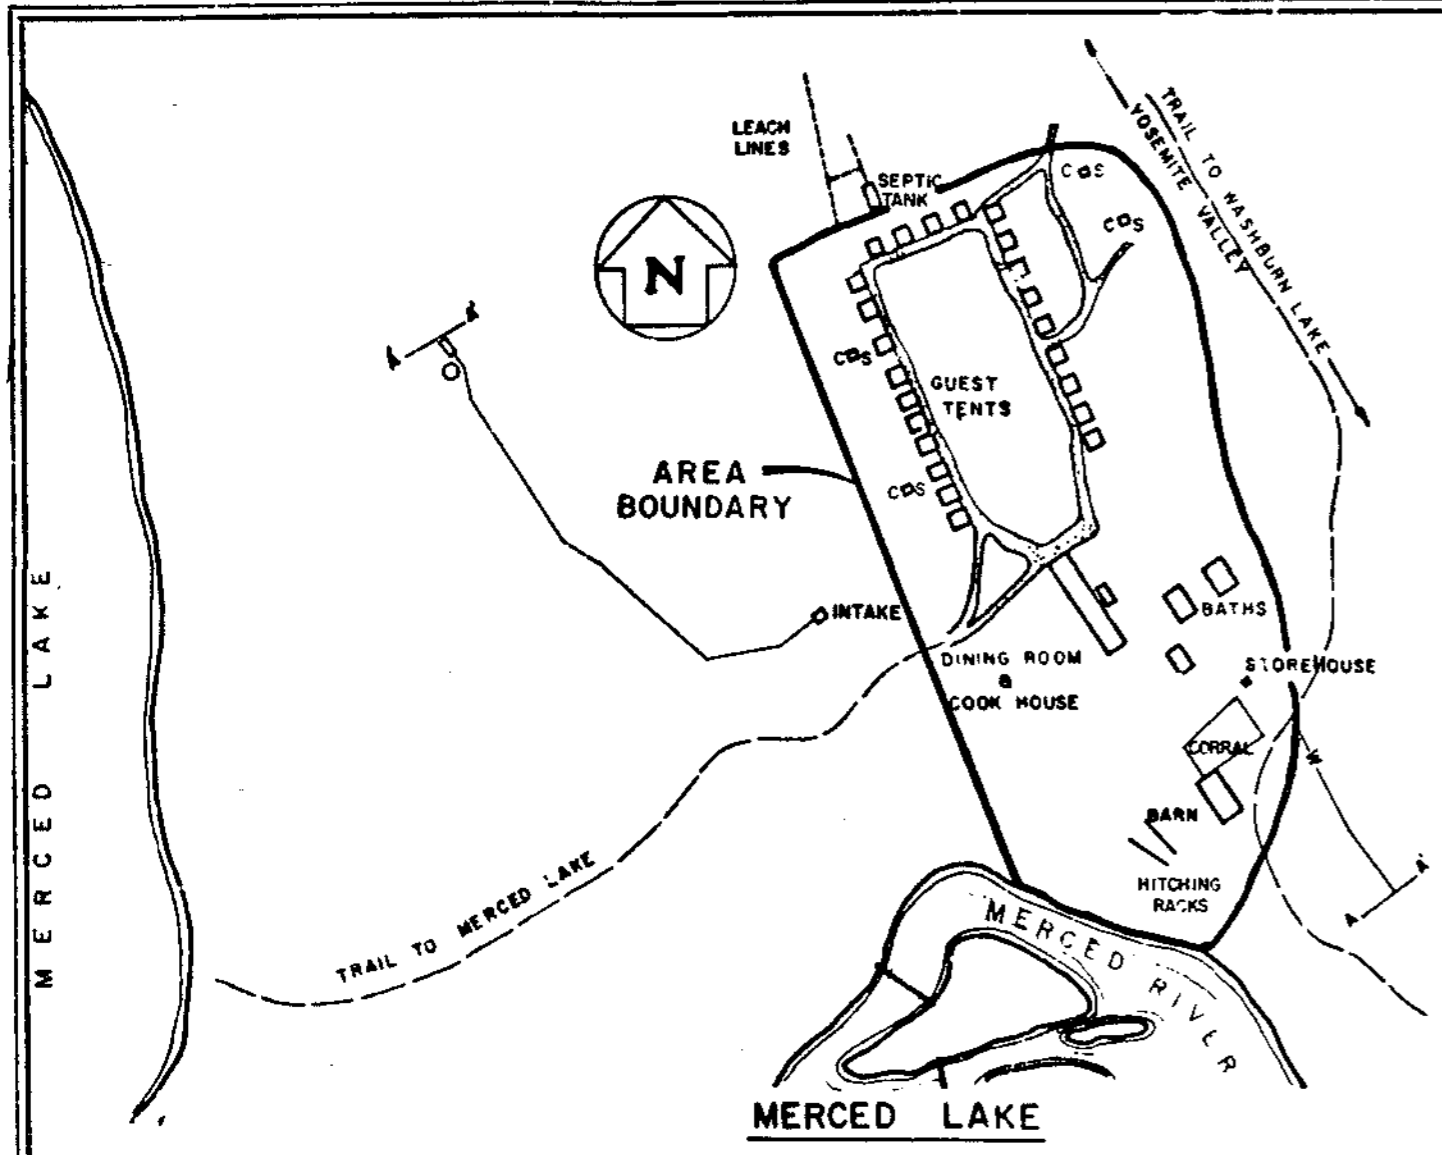 LEACH
LINES
SEPTIC
TANK
C S
C S
TRAIL TO WASHBURN LAKE
YOSEMITE VALLEY
N
A A'
C S
GUEST
TENTS
AREA
BOUNDARY
C S
INTAKE
BATHS
DINING ROOM
&
COOK HOUSE
STOREHOUSE
CORRAL
W
BARN
HITCHING
RACKS
A A'
MERCED LAKE
TRAIL TO MERCED LAKE
MERCED RIVER
MERCED LAKE